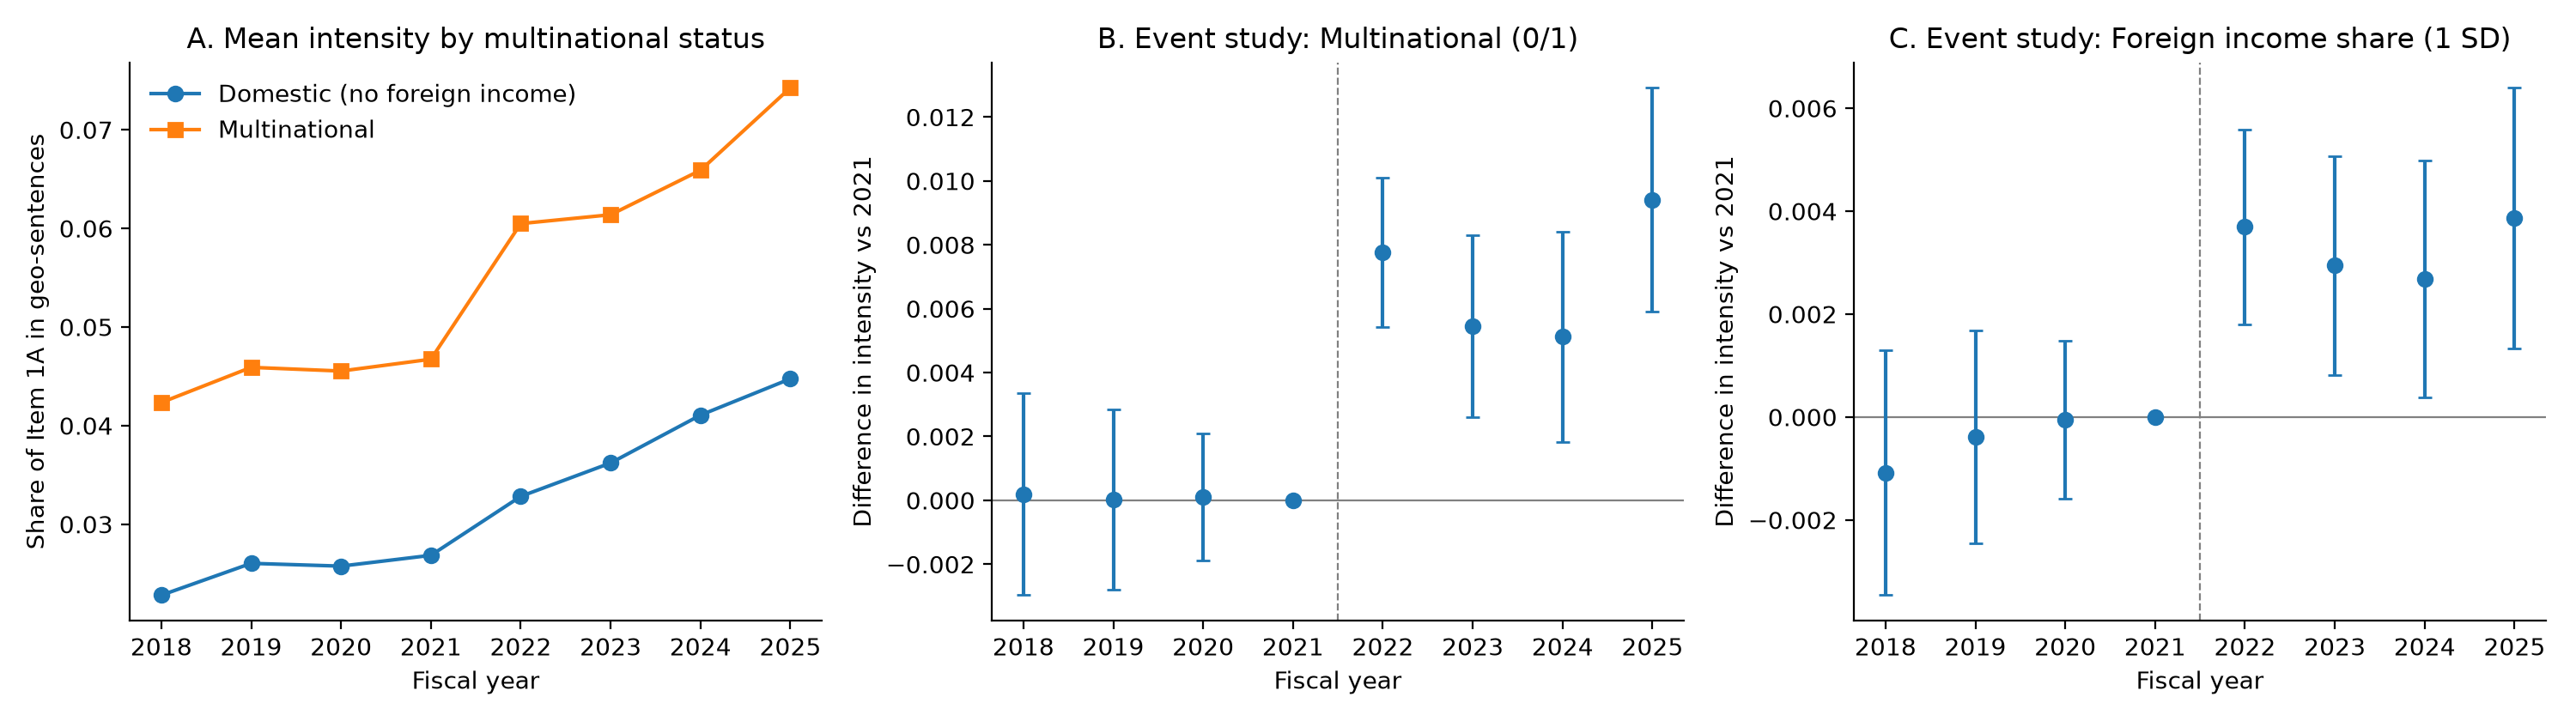 A. Mean intensity by multinational status
Domestic (no foreign income)
Multinational
Share of Item 1A in geo-sentences
0.07
0.06
0.05
0.04
0.03
2018 2019 2020 2021 2022 2023 2024 2025
Fiscal year
B. Event study: Multinational (0/1)
Difference in intensity vs 2021
0.012
0.010
0.008
0.006
0.004
0.002
0.000
−0.002
2018 2019 2020 2021 2022 2023 2024 2025
Fiscal year
C. Event study: Foreign income share (1 SD)
Difference in intensity vs 2021
0.006
0.004
0.002
0.000
−0.002
2018 2019 2020 2021 2022 2023 2024 2025
Fiscal year